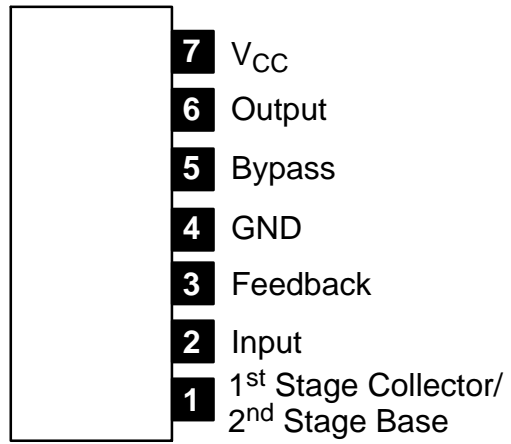 7 VCC
6 Output
5 Bypass
4 GND
3 Feedback
2 Input
1 1st Stage Collector/
2nd Stage Base